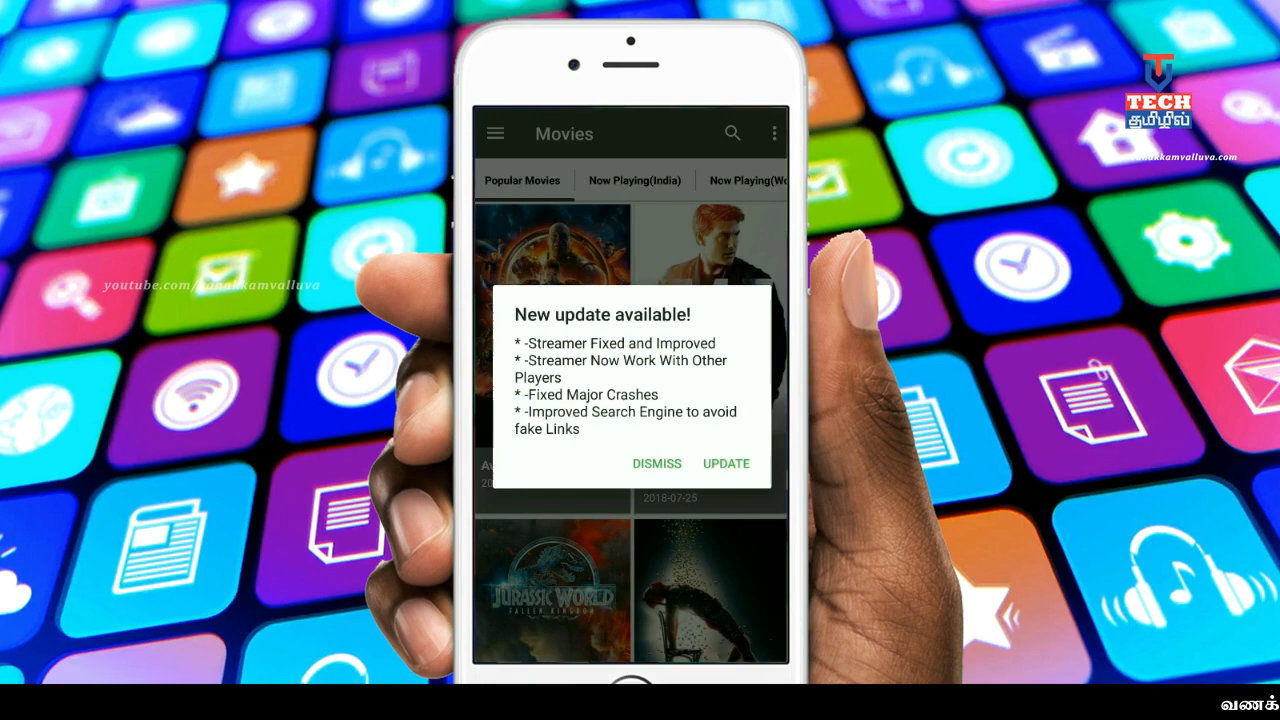 TECH
தமிழில்
youtube.com/vanakkamvalluva
Movies
Popular Movies
Now Playing(India)
Now Playing(Wo
New update available!
* -Streamer Fixed and Improved
* -Streamer Now Work With Other
Players
* -Fixed Major Crashes
* -Improved Search Engine to avoid
fake Links
DISMISS UPDATE
Av
20
2018-07-25
JURASSIC WORLD
FALLEN KINGDOM
வணக்